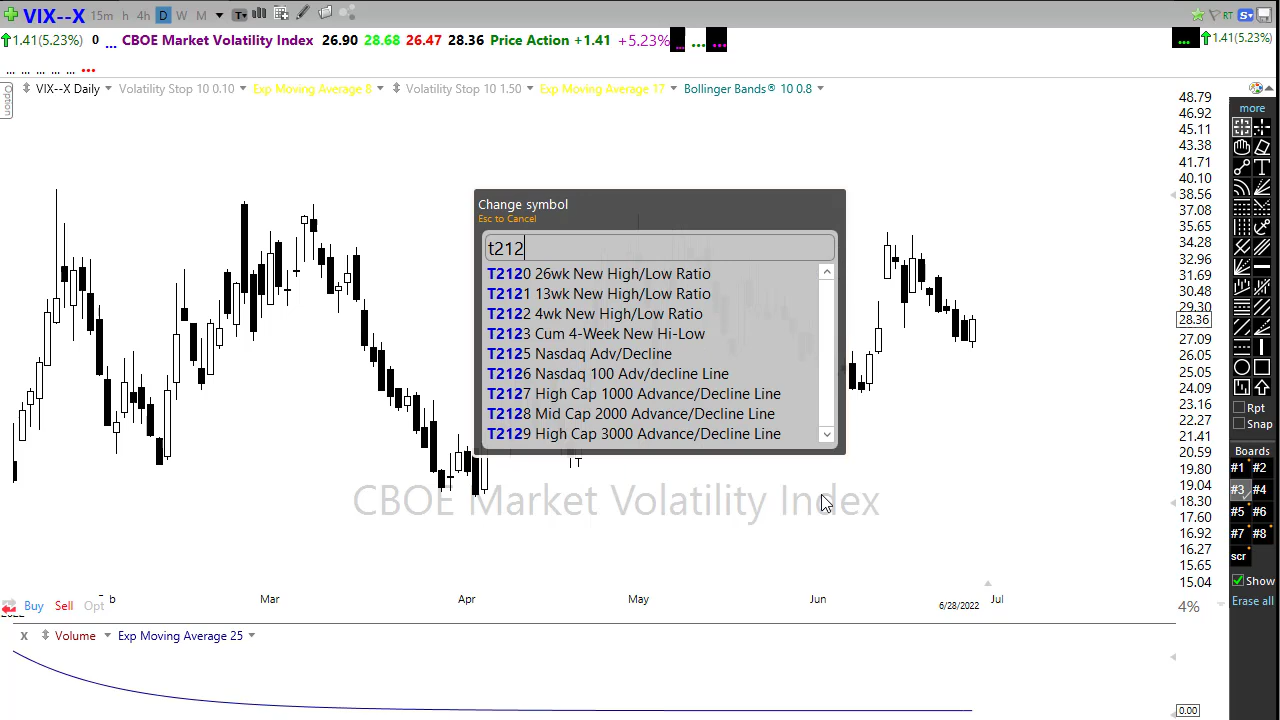 VIX--X 15m h 4h D W M T RT S
1.41(5.23%) 0 ... CBOE Market Volatility Index 26.90 28.68 26.47 28.36 Price Action +1.41 +5.23% ... ... ... ... 1.41(5.23%)
... ... ... ... ... ...
Option
VIX--X Daily Volatility Stop 10 0.10 Exp Moving Average 8 Volatility Stop 10 1.50 Exp Moving Average 17 Bollinger Bands® 10 0.8
48.79
46.92
45.11
43.38
41.71
40.10
38.56
37.08
35.65
34.28
32.96
31.69
30.48
29.30
28.36
27.09
26.05
25.05
24.09
23.16
22.27
21.41
20.59
19.80
19.04
18.30
17.60
16.92
16.27
15.65
15.04
Change symbol
Esc to Cancel
t212
T2120 26wk New High/Low Ratio
T2121 13wk New High/Low Ratio
T2122 4wk New High/Low Ratio
T2123 Cum 4-Week New Hi-Low
T2125 Nasdaq Adv/Decline
T2126 Nasdaq 100 Adv/decline Line
T2127 High Cap 1000 Advance/Decline Line
T2128 Mid Cap 2000 Advance/Decline Line
T2129 High Cap 3000 Advance/Decline Line
CBOE Market Volatility Index
more
T
Rpt
Snap
Boards
#1 #2
#3 #4
#5 #6
#7 #8
scr
Show
Erase all
Mar Apr May Jun 6/28/2022 Jul
Buy Sell Opt
4%
X Volume Exp Moving Average 25
0.00